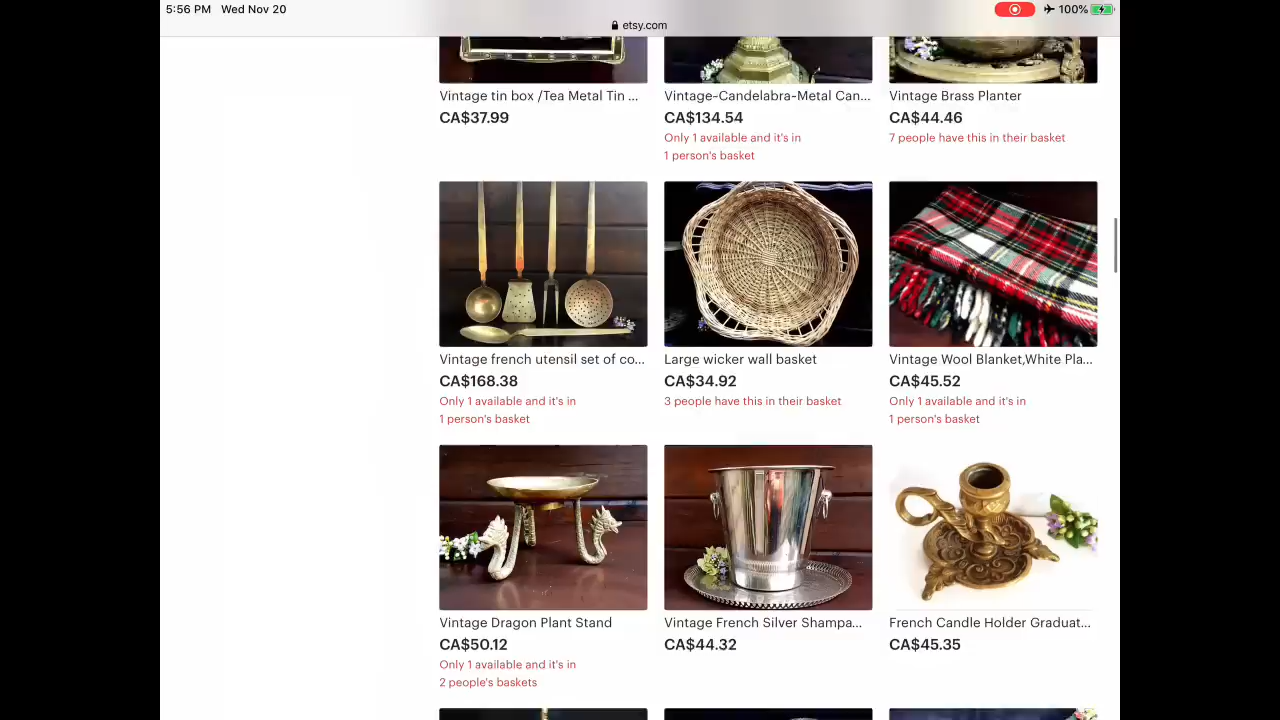 5:56 PM Wed Nov 20
100%
etsy.com
Vintage tin box /Tea Metal Tin ...
CA$37.99
Vintage-Candelabra-Metal Can...
CA$134.54
Only 1 available and it's in
1 person's basket
Vintage Brass Planter
CA$44.46
7 people have this in their basket
Vintage french utensil set of co...
CA$168.38
Only 1 available and it's in
1 person's basket
Large wicker wall basket
CA$34.92
3 people have this in their basket
Vintage Wool Blanket,White Pla...
CA$45.52
Only 1 available and it's in
1 person's basket
Vintage Dragon Plant Stand
CA$50.12
Only 1 available and it's in
2 people's baskets
Vintage French Silver Shampa...
CA$44.32
French Candle Holder Graduat...
CA$45.35